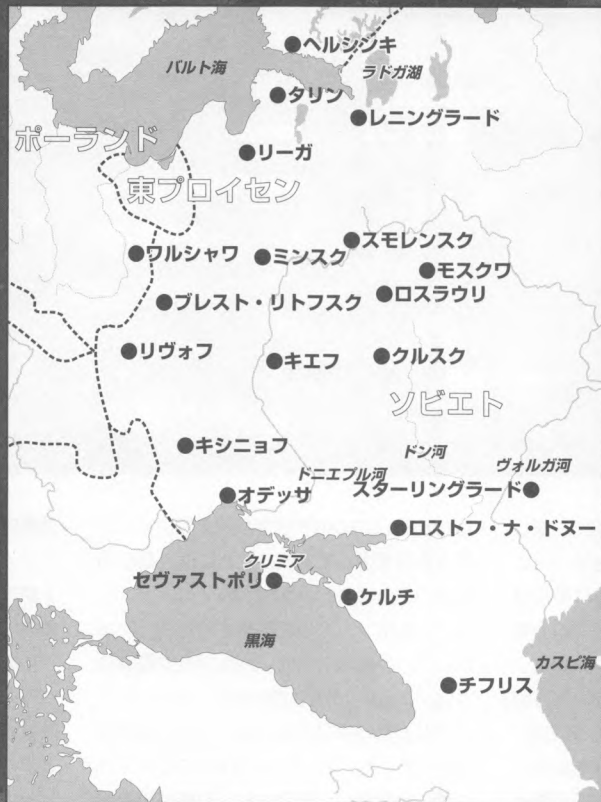 ヘルシンキ
バルト海
ラドガ湖
タリン
レニングラード
ポーランド
リーガ
東プロイセン
スモレンスク
ワルシャワ
ミンスク
モスクワ
ロスラウリ
ブレスト・リトフスク
リヴォフ
キエフ
クルスク
ソビエト
キシニョフ
ドン河
ドニエプル河
ヴォルガ河
スターリングラード
オデッサ
ロストフ・ナ・ドヌー
クリミア
セヴァストポリ
ケルチ
黒海
カスピ海
チフリス